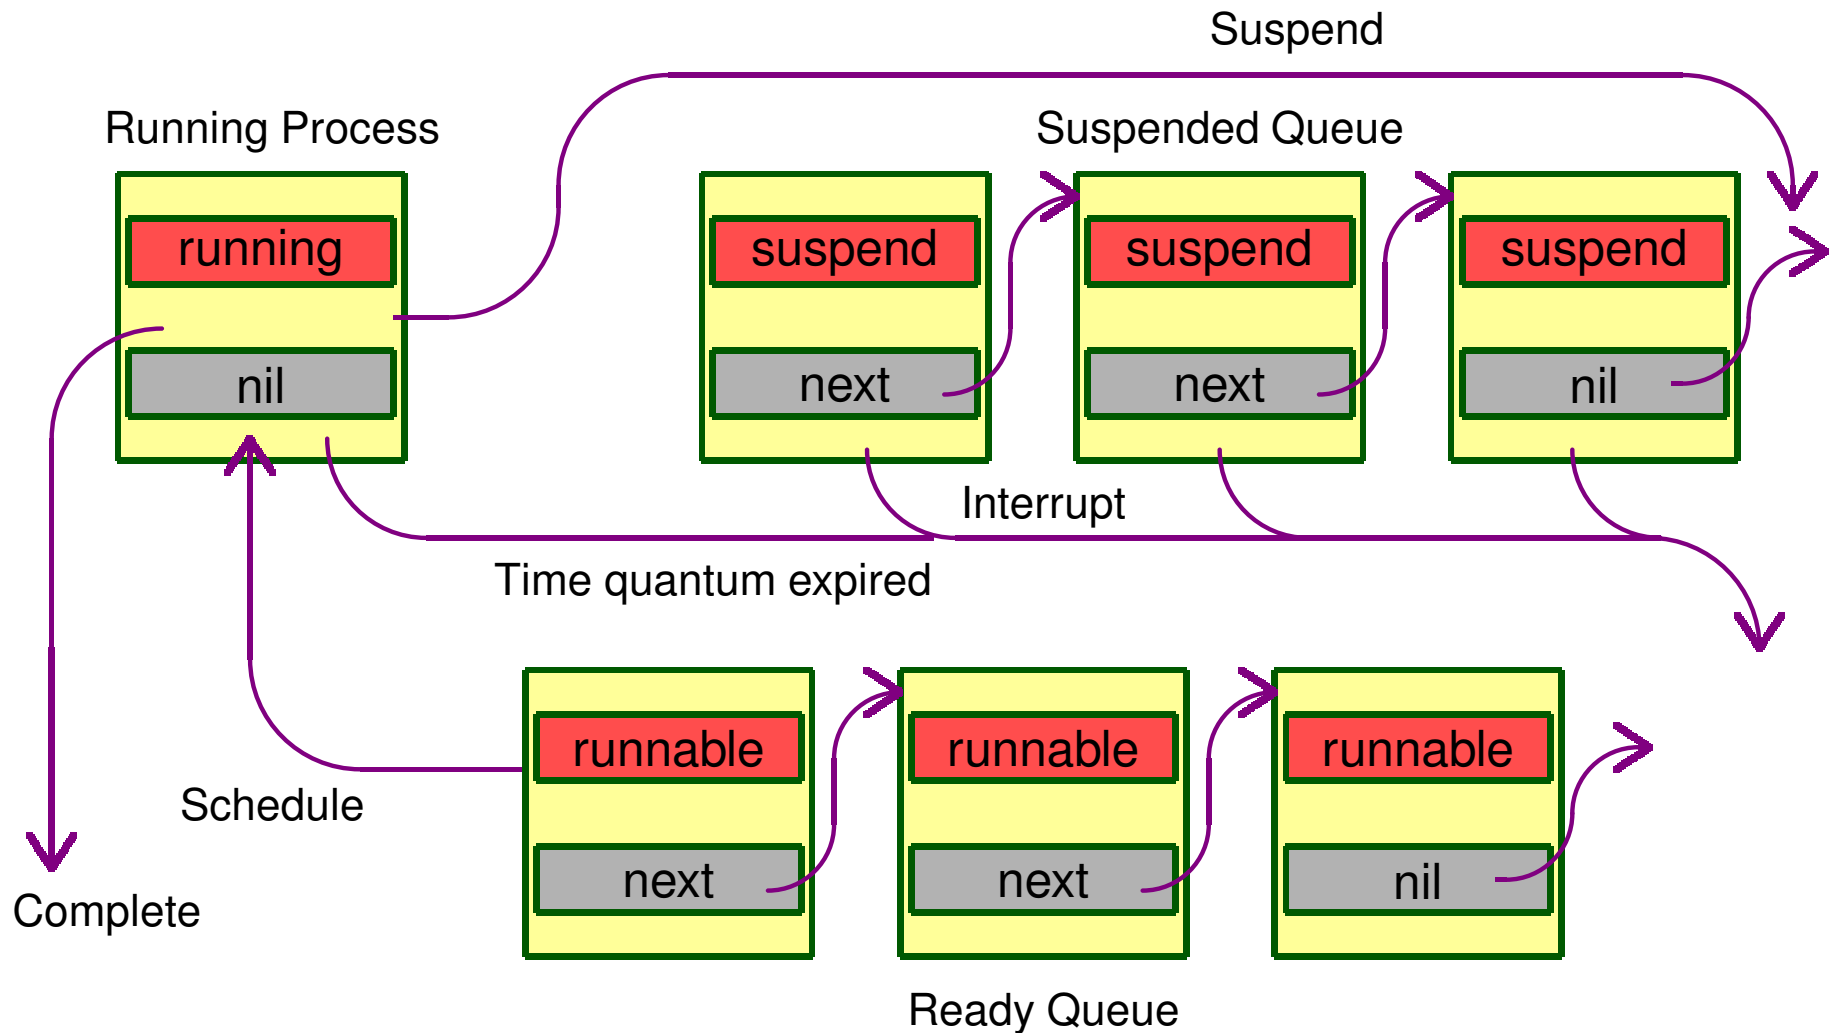 Suspend
Running Process
Suspended Queue
running
suspend
suspend
suspend
nil
next
next
nil
Interrupt
Time quantum expired
runnable
runnable
runnable
Schedule
next
next
nil
Complete
Ready Queue